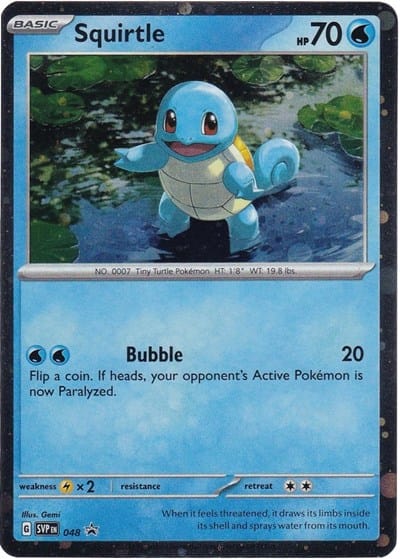 BASIC Squirtle HP 70
NO. 0007 Tiny Turtle Pokémon HT: 1'8" WT: 19.8 lbs.
Bubble 20
Flip a coin. If heads, your opponent's Active Pokémon is
now Paralyzed.
weakness × 2 resistance retreat
Illus. Gemi
When it feels threatened, it draws its limbs inside
its shell and sprays water from its mouth.
G SVP EN 048